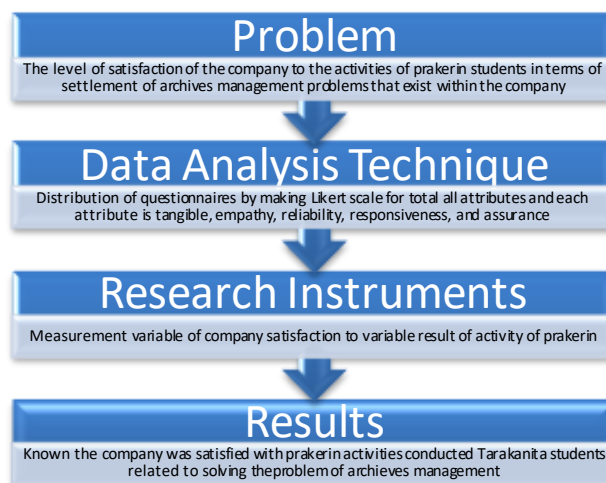 Problem
The level of satisfaction of the company to the activities of prakerin students in terms of
settlement of archives management problems that exist within the company
Data Analysis Technique
Distribution of questionnaires by making Likert scale for total all attributes and each
attribute is tangible, empathy, reliability, responsiveness, and assurance
Research Instruments
Measurement variable of company satisfaction to variable result of activity of prakerin
Results
Known the company was satisfied with prakerin activities conducted Tarakanita students
related to solving theproblem of archieves management